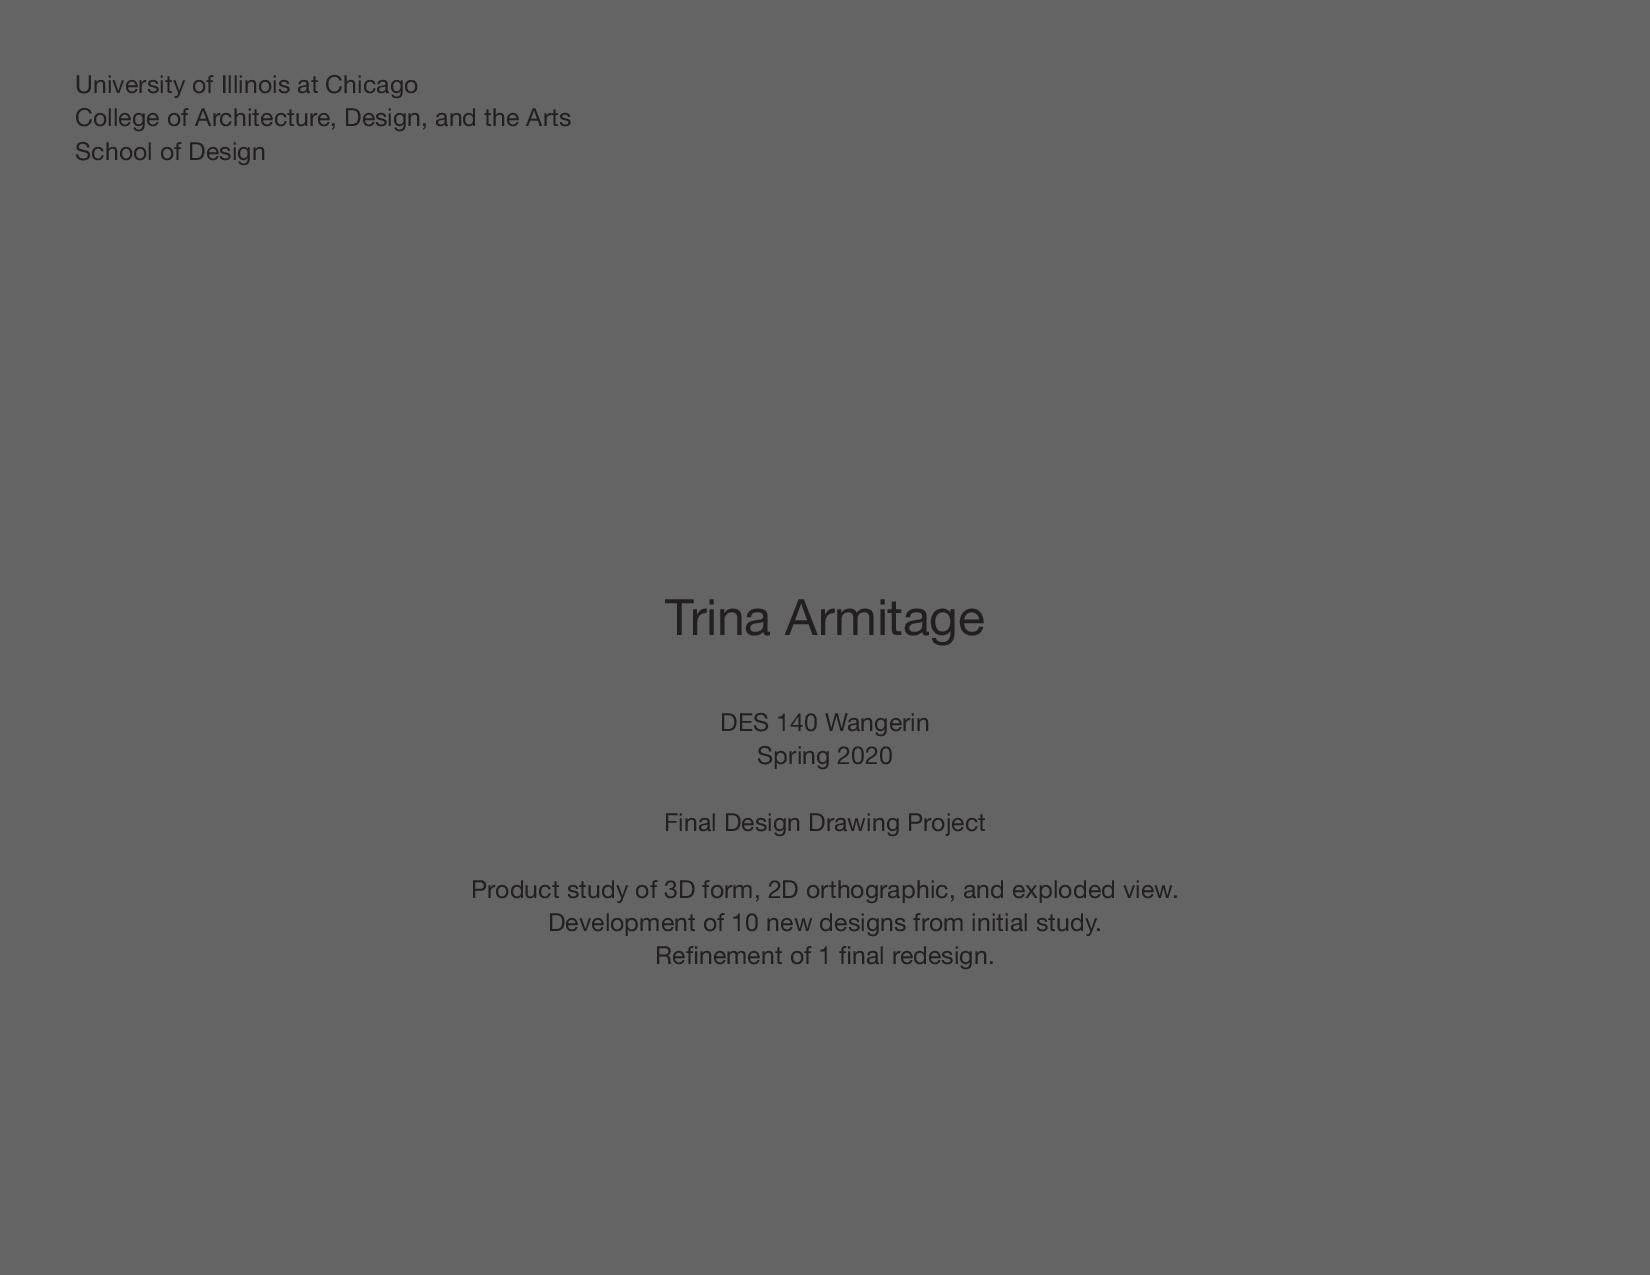 University of Illinois at Chicago
College of Architecture, Design, and the Arts
School of Design
Trina Armitage
DES 140 Wangerin
Spring 2020
Final Design Drawing Project
Product study of 3D form, 2D orthographic, and exploded view.
Development of 10 new designs from initial study.
Refinement of 1 final redesign.